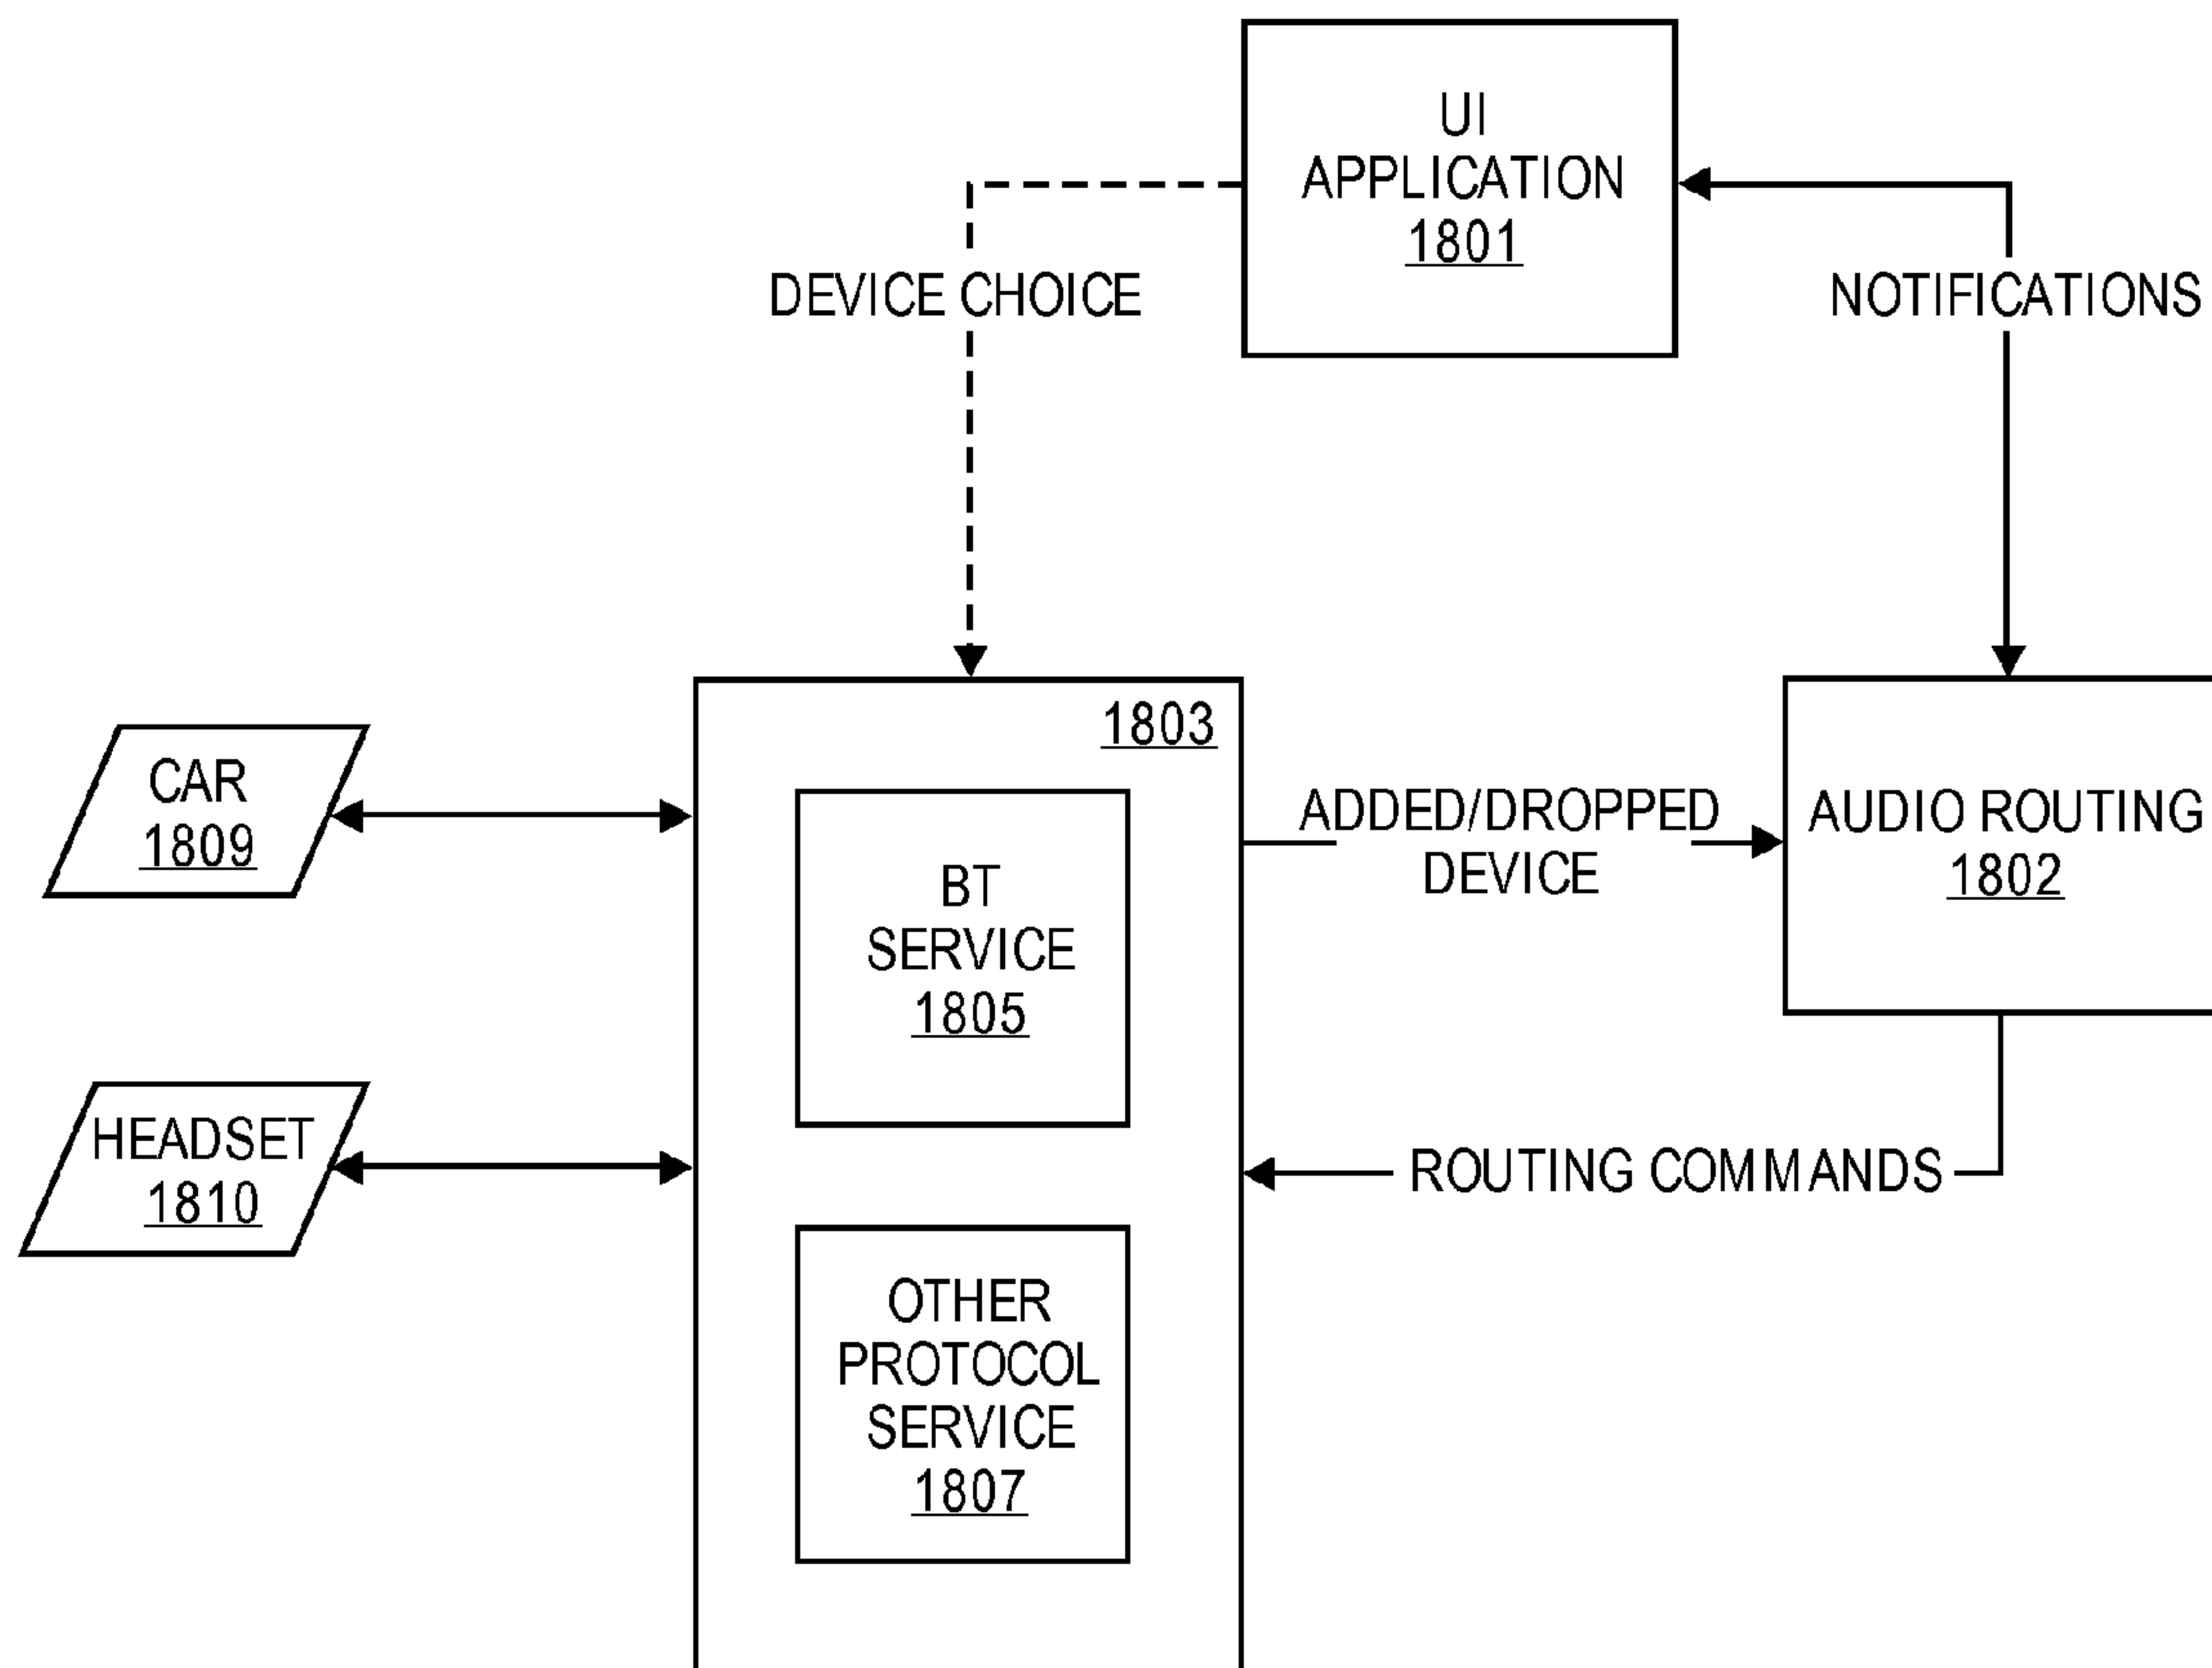 UI
APPLICATION
1801
DEVICE CHOICE
NOTIFICATIONS
1803
CAR
1809
BT
SERVICE
1805
ADDED/DROPPED
DEVICE
AUDIO ROUTING
1802
HEADSET
1810
ROUTING COMMANDS
OTHER
PROTOCOL
SERVICE
1807